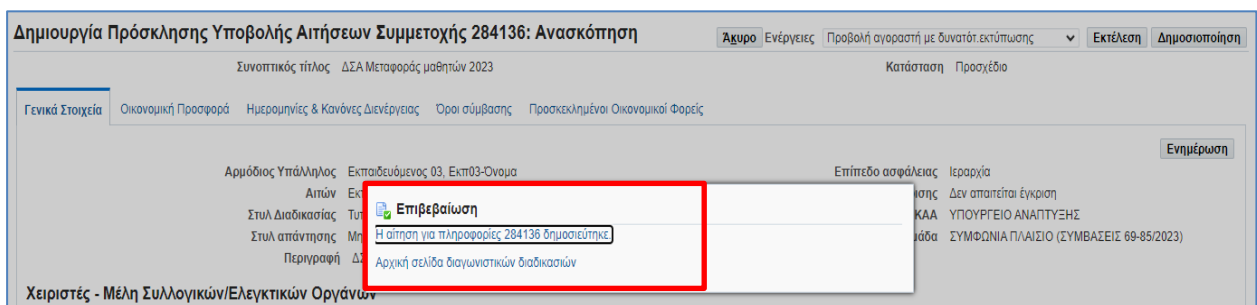 Δημιουργία Πρόσκλησης Υποβολής Αιτήσεων Συμμετοχής 284136: Ανασκόπηση Άκυρο Ενέργειες Προβολή αγοραστή με δυνατότ.εκτύπωσης Εκτέλεση Δημοσιοποίηση
Συνοπτικός τίτλος ΔΣΑ Μεταφοράς μαθητών 2023 Κατάσταση Προσχέδιο
Γενικά Στοιχεία Οικονομική Προσφορά Ημερομηνίες & Κανόνες Διενέργειας Όροι σύμβασης Προσκεκλημένοι Οικονομικοί Φορείς
Ενημέρωση
Αρμόδιος Υπάλληλος Εκπαιδευόμενος 03, Εκπ03-Όνομα Επίπεδο ασφάλειας Ιεραρχία
Αιτών Δεν απαιτείται έγκριση
Επιβεβαίωση
Στυλ Διαδικασίας ΚΑΑ ΥΠΟΥΡΓΕΙΟ ΑΝΑΠΤΥΞΗΣ
Στυλ απάντησης Η αίτηση για πληροφορίες 284136 δημοσιεύτηκε. ΣΥΜΦΩΝΙΑ ΠΛΑΙΣΙΟ (ΣΥΜΒΑΣΕΙΣ 69-85/2023)
Περιγραφή Αρχική σελίδα διαγωνιστικών διαδικασιών
Χειριστές - Μέλη Συλλογικών/Ελεγκτικών Οργάνων